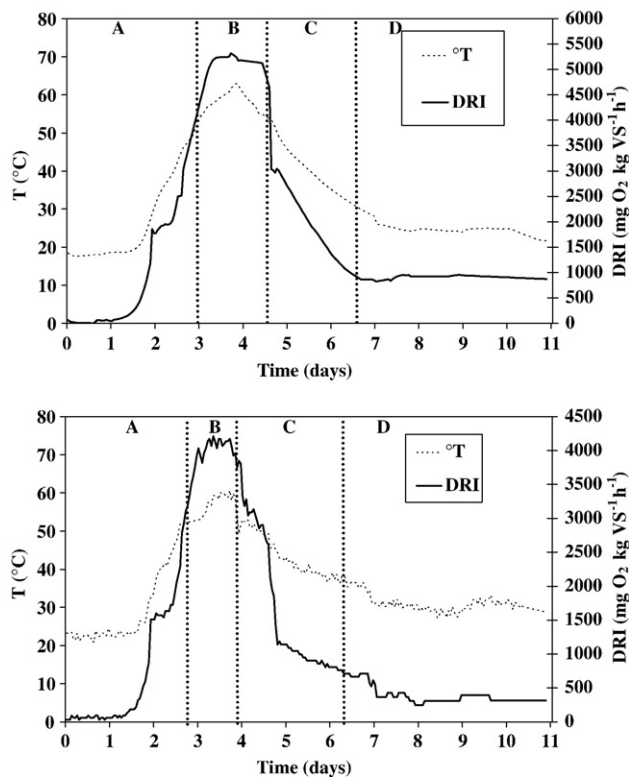 A B C D
80 6000
70 5500
60 5000
50 4500
40 4000
30 3500
20 3000
10 2500
0 2000
1500
1000
500
0
T (°C)
DRI (mg O2 kg VS-1h-1)
°T
DRI
0 1 2 3 4 5 6 7 8 9 10 11
Time (days)
A B C D
80 4500
70 4000
60 3500
50 3000
40 2500
30 2000
20 1500
10 1000
0 500
0
T (°C)
DRI (mg O2 kg VS-1h-1)
°T
DRI
0 1 2 3 4 5 6 7 8 9 10 11
Time (days)